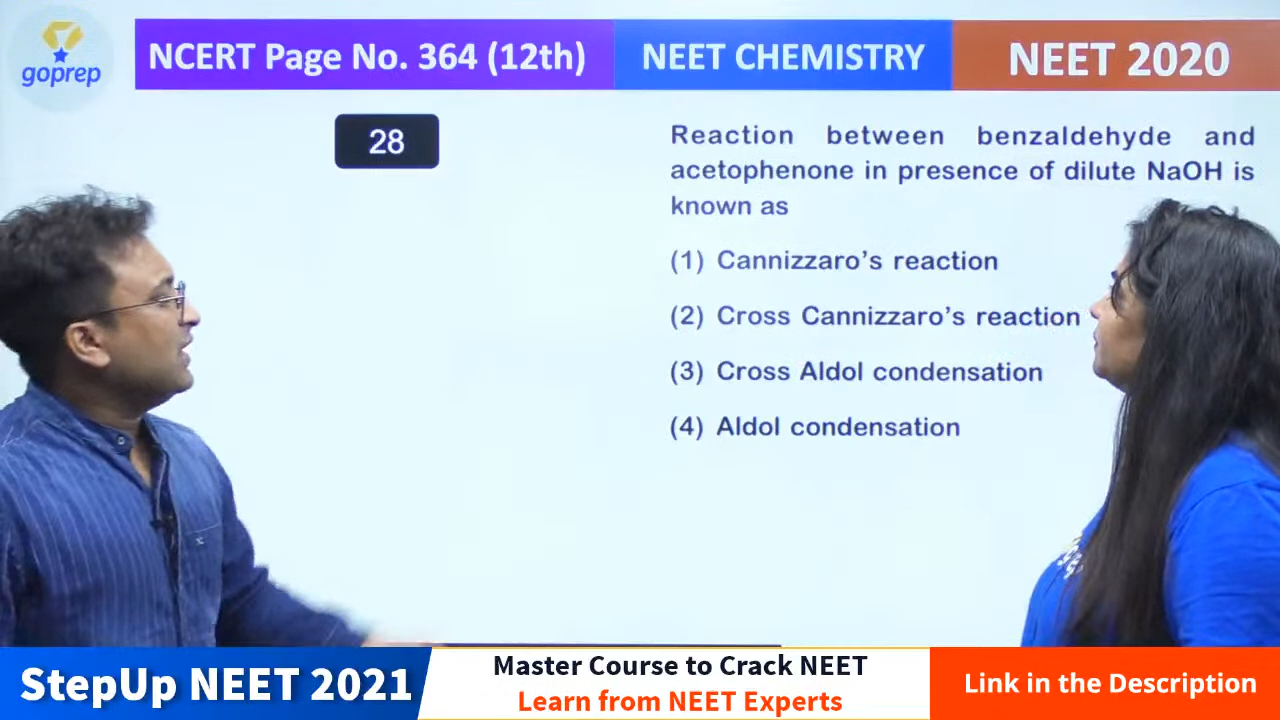 goprep
NCERT Page No. 364 (12th)
NEET CHEMISTRY
NEET 2020
28
Reaction between benzaldehyde and
acetophenone in presence of dilute NaOH is
known as
(1) Cannizzaro's reaction
(2) Cross Cannizzaro's reaction
(3) Cross Aldol condensation
(4) Aldol condensation
StepUp NEET 2021
Master Course to Crack NEET
Learn from NEET Experts
Link in the Description